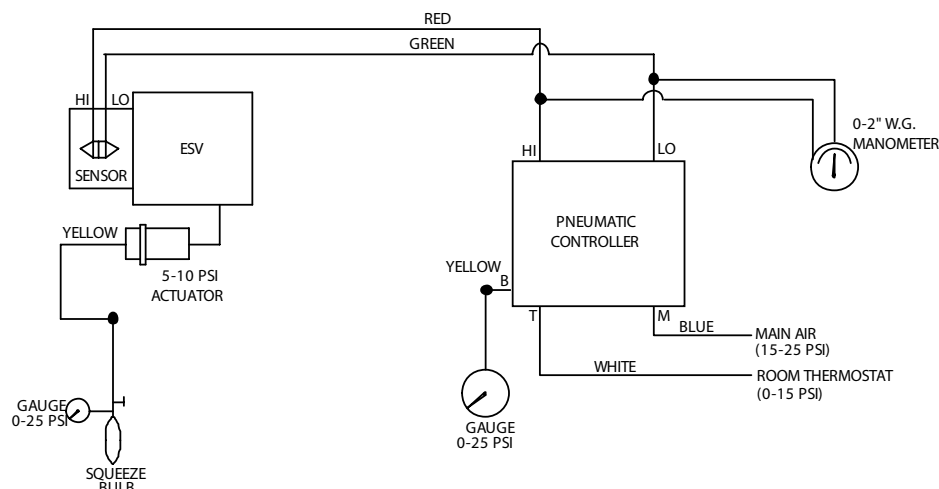 RED
GREEN
HI LO
ESV
SENSOR
0-2" W.G.
MANOMETER
HI LO
PNEUMATIC
CONTROLLER
YELLOW
5-10 PSI
ACTUATOR
YELLOW
B
T M
BLUE
MAIN AIR
(15-25 PSI)
WHITE
ROOM THERMOSTAT
(0-15 PSI)
GAUGE
0-25 PSI
GAUGE
0-25 PSI
SQUEEZE
BULB